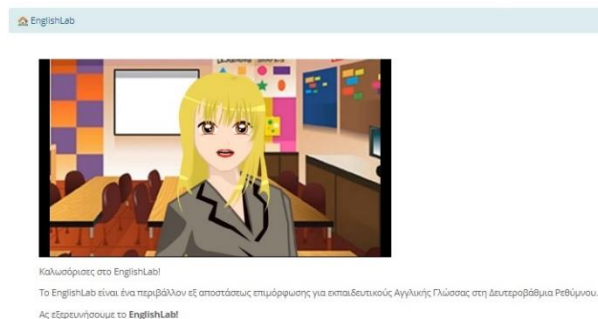 EnglishLab
Καλωσόρισες στο EnglishLab!
Το EnglishLab είναι ένα περιβάλλον εξ αποστάσεως επιμόρφωσης για εκπαιδευτικούς Αγγλικής Γλώσσας στη Δευτεροβάθμια Ρεθύμνου.
Ας εξερευνήσουμε το EnglishLab!